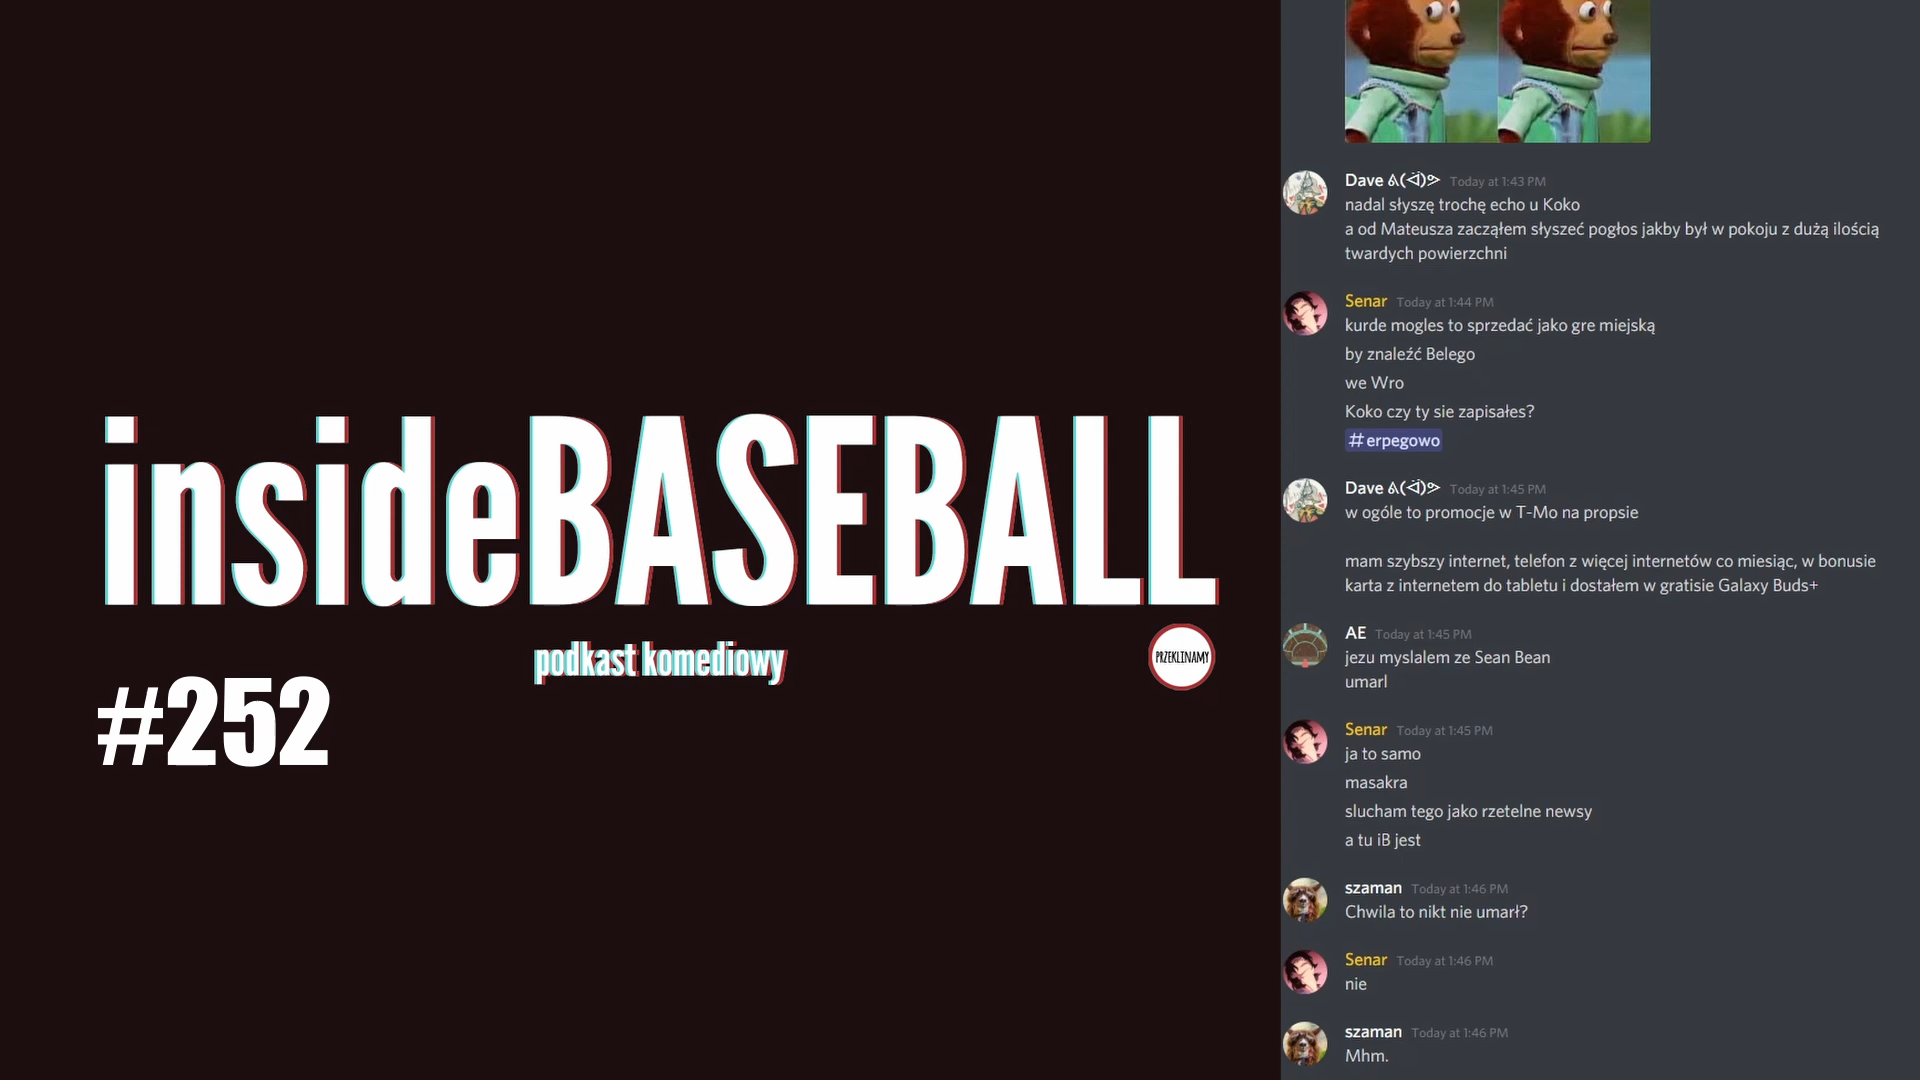 insideBASEBALL
podkast komediowy
PRZEKLINAMY
#252
Dave Today at 1:43 PM
nadal słyszę trochę echo u Koko
a od Mateusza zacząłem słyszeć pogłos jakby był w pokoju z dużą ilością
twardych powierzchni
Senar Today at 1:44 PM
kurde mogles to sprzedać jako gre miejską
by znaleźć Belego
we Wro
Koko czy ty sie zapisałes?
#erpegowo
Dave Today at 1:45 PM
w ogóle to promocje w T-Mo na propsie
mam szybszy internet, telefon z więcej internetów co miesiąc, w bonusie
karta z internetem do tabletu i dostałem w gratisie Galaxy Buds+
AE Today at 1:45 PM
jezu myslalem ze Sean Bean
umarl
Senar Today at 1:45 PM
ja to samo
masakra
slucham tego jako rzetelne newsy
a tu iB jest
szaman Today at 1:46 PM
Chwila to nikt nie umarł?
Senar Today at 1:46 PM
nie
szaman Today at 1:46 PM
Mhm.